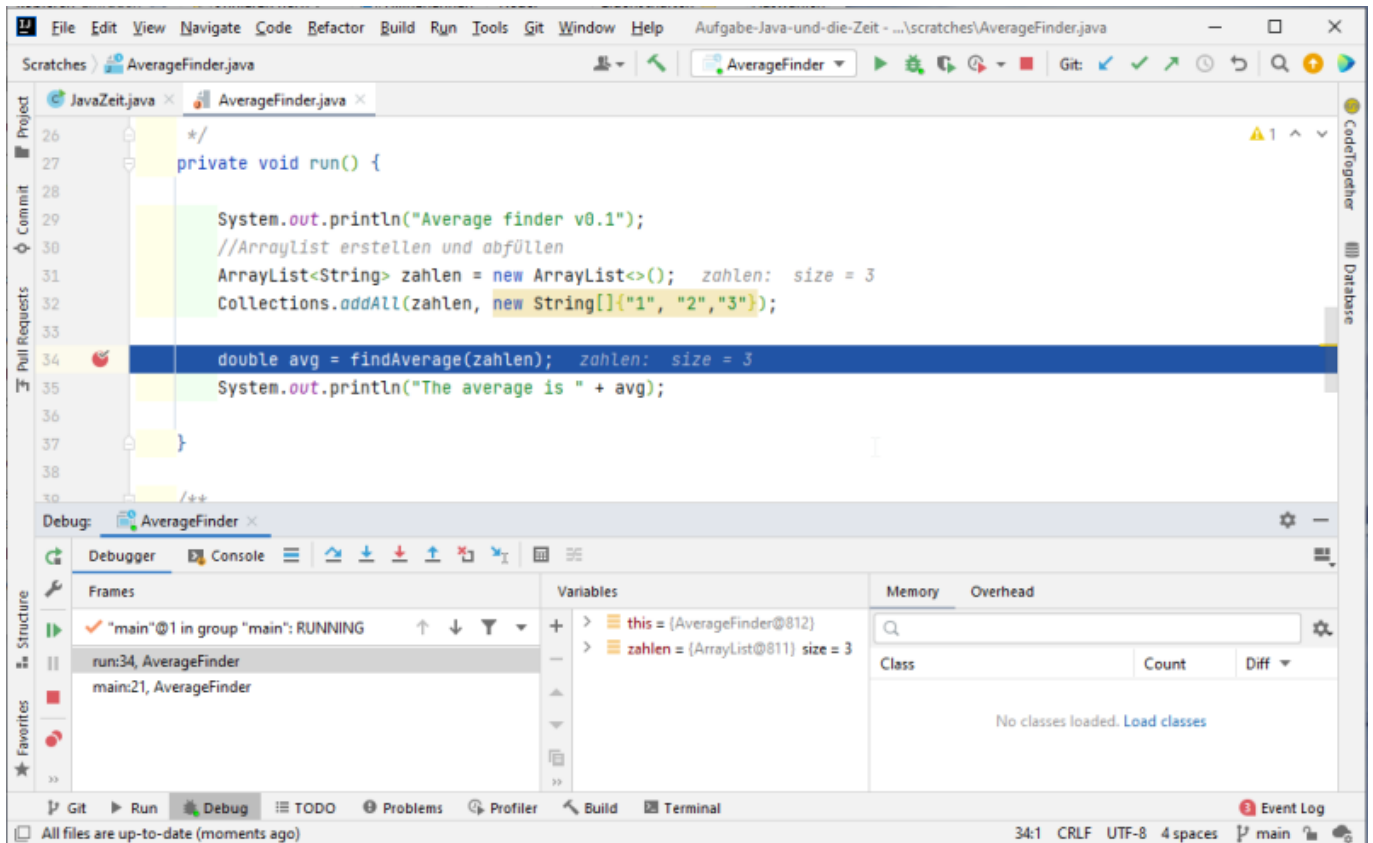 File Edit View Navigate Code Refactor Build Run Tools Git Window Help Aufgabe-Java-und-die-Zeit - ...\scratches\AverageFinder.java
Scratches AverageFinder.java AverageFinder Git:
JavaZeit.java AverageFinder.java
Project
Commit
Pull Requests
Structure
Favorites
CodeTogether
Database
1
26 */
27 private void run() {
28
29 System.out.println("Average finder v0.1");
30 //Arraylist erstellen und abfüllen
31 ArrayList<String> zahlen = new ArrayList<>(); zahlen: size = 3
32 Collections.addAll(zahlen, new String[]{"1", "2","3"});
33
34 double avg = findAverage(zahlen); zahlen: size = 3
35 System.out.println("The average is " + avg);
36
37 }
38
39 /**
Debug: AverageFinder
Debugger Console
Frames Variables Memory Overhead
"main"@1 in group "main": RUNNING
run:34, AverageFinder
main:21, AverageFinder
this = {AverageFinder@812}
zahlen = {ArrayList@811} size = 3
Class Count Diff
No classes loaded. Load classes
Git Run Debug TODO Problems Profiler Build Terminal 3 Event Log
All files are up-to-date (moments ago) 34:1 CRLF UTF-8 4 spaces main